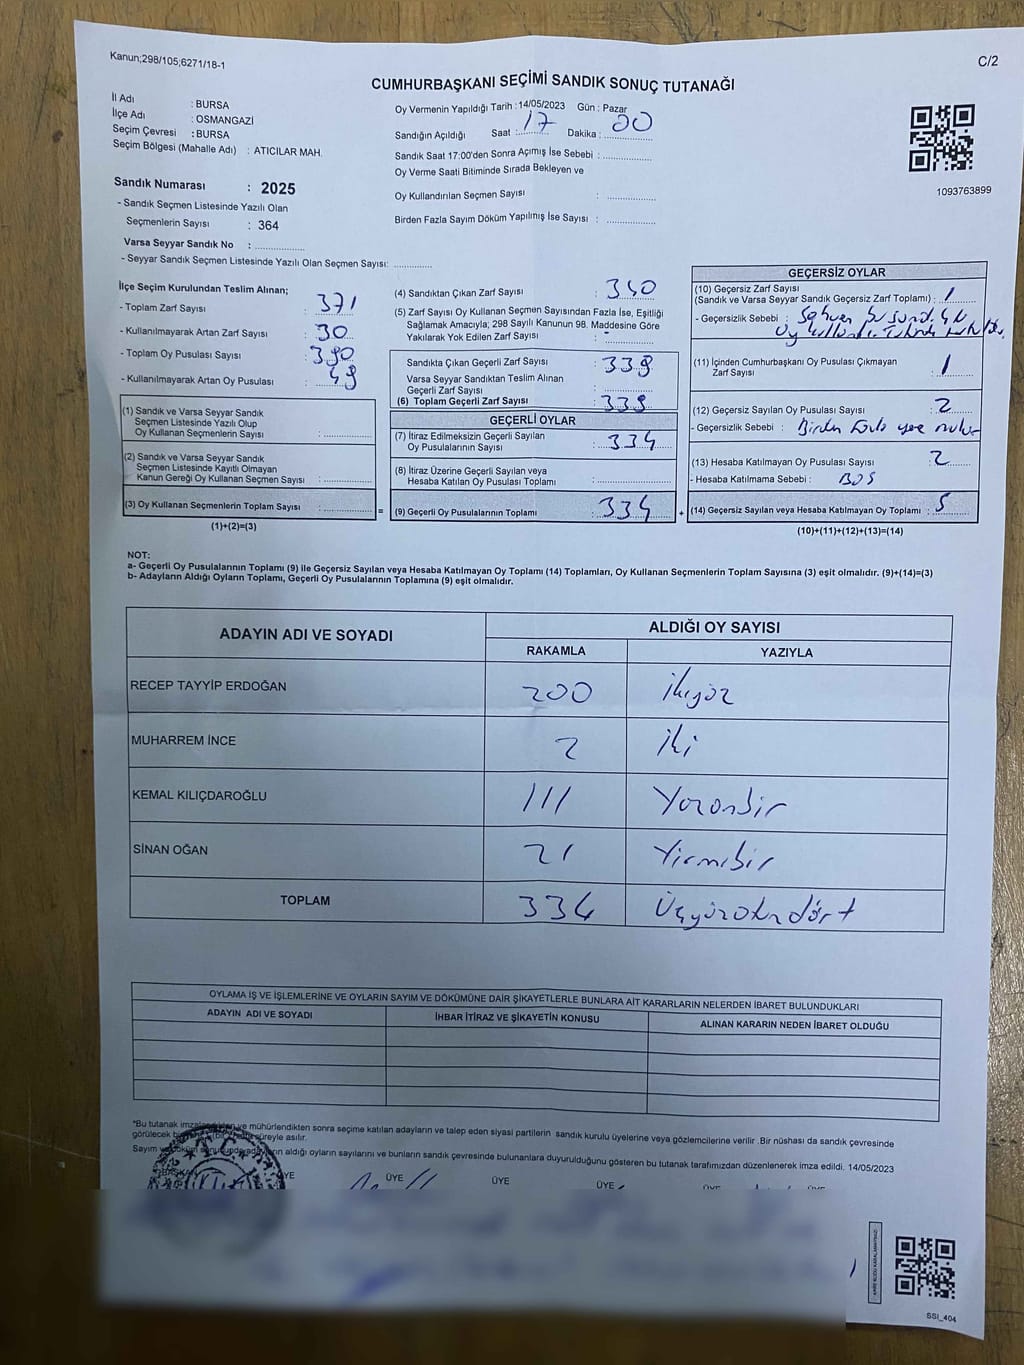 Kanun;298/105;6271/18-1
C/2
CUMHURBAŞKANI SEÇİMİ SANDIK SONUÇ TUTANAĞI
İl Adı : BURSA
İlçe Adı : OSMANGAZİ
Seçim Çevresi : BURSA
Seçim Bölgesi (Mahalle Adı) : ATICILAR MAH.
Oy Vermenin Yapıldığı Tarih : 14/05/2023 Gün : Pazar
Sandığın Açıldığı Saat : 17 Dakika : 00
Sandık Saat 17:00'den Sonra Açımış İse Sebebi :
Oy Verme Saati Bitiminde Sırada Bekleyen ve
Oy Kullandırılan Seçmen Sayısı :
Birden Fazla Sayım Döküm Yapılmış İse Sayısı :
1093763899
Sandık Numarası : 2025
- Sandık Seçmen Listesinde Yazılı Olan
Seçmenlerin Sayısı : 364
Varsa Seyyar Sandık No :
- Seyyar Sandık Seçmen Listesinde Yazılı Olan Seçmen Sayısı:
İlçe Seçim Kurulundan Teslim Alınan;
- Toplam Zarf Sayısı : 371
- Kullanılmayarak Artan Zarf Sayısı : 30
- Toplam Oy Pusulası Sayısı : 390
- Kullanılmayarak Artan Oy Pusulası : 49
(1) Sandık ve Varsa Seyyar Sandık
Seçmen Listesinde Yazılı Olup
Oy Kullanan Seçmenlerin Sayısı :
(2) Sandık ve Varsa Seyyar Sandık
Seçmen Listesinde Kayıtlı Olmayan
Kanun Gereği Oy Kullanan Seçmen Sayısı :
(3) Oy Kullanan Seçmenlerin Toplam Sayısı : =
(1)+(2)=(3)
(4) Sandıktan Çıkan Zarf Sayısı : 340
(5) Zarf Sayısı Oy Kullanan Seçmen Sayısından Fazla İse, Eşitliği
Sağlamak Amacıyla; 298 Sayılı Kanunun 98. Maddesine Göre
Yakılarak Yok Edilen Zarf Sayısı : -
Sandıkta Çıkan Geçerli Zarf Sayısı : 339
Varsa Seyyar Sandıktan Teslim Alınan
Geçerli Zarf Sayısı :
(6) Toplam Geçerli Zarf Sayısı : 339
GEÇERLİ OYLAR
(7) İtiraz Edilmeksizin Geçerli Sayılan
Oy Pusulalarının Sayısı : 334
(8) İtiraz Üzerine Geçerli Sayılan veya
Hesaba Katılan Oy Pusulası Toplamı :
(9) Geçerli Oy Pusulalarının Toplamı : 334 +
GEÇERSİZ OYLAR
(10) Geçersiz Zarf Sayısı
(Sandık ve Varsa Seyyar Sandık Geçersiz Zarf Toplamı) : 1
- Geçersizlik Sebebi :
(11) İçinden Cumhurbaşkanı Oy Pusulası Çıkmayan
Zarf Sayısı : 1
(12) Geçersiz Sayılan Oy Pusulası Sayısı : 2
- Geçersizlik Sebebi : Birden fazla yere
(13) Hesaba Katılmayan Oy Pusulası Sayısı : 2
- Hesaba Katılmama Sebebi : BOŞ
(14) Geçersiz Sayılan veya Hesaba Katılmayan Oy Toplamı : 5
(10)+(11)+(12)+(13)=(14)
NOT:
a- Geçerli Oy Pusulalarının Toplamı (9) ile Geçersiz Sayılan veya Hesaba Katılmayan Oy Toplamı (14) Toplamları, Oy Kullanan Seçmenlerin Toplam Sayısına (3) eşit olmalıdır. (9)+(14)=(3)
b- Adayların Aldığı Oyların Toplamı, Geçerli Oy Pusulalarının Toplamına (9) eşit olmalıdır.
ADAYIN ADI VE SOYADI
ALDIĞI OY SAYISI
RAKAMLA YAZIYLA
RECEP TAYYİP ERDOĞAN 200 ikiyüz
MUHARREM İNCE 2 iki
KEMAL KILIÇDAROĞLU 111 Yüzonbir
SİNAN OĞAN 21 Yirmibir
TOPLAM 334 Üçyüzotuzdört
OYLAMA İŞ VE İŞLEMLERİNE VE OYLARIN SAYIM VE DÖKÜMÜNE DAİR ŞİKAYETLERLE BUNLARA AİT KARARLARIN NELERDEN İBARET BULUNDUKLARI
ADAYIN ADI VE SOYADI İHBAR İTİRAZ VE ŞİKAYETİN KONUSU ALINAN KARARIN NEDEN İBARET OLDUĞU
*Bu tutanak ve mühürlendikten sonra seçime katılan adayların ve talep eden siyasi partilerin sandık kurulu üyelerine veya gözlemcilerine verilir .Bir nüshası da sandık çevresinde
görülecek süreyle asılır.
Sayım aldığı oyların sayılarını ve bunların sandık çevresinde bulunanlara duyurulduğunu gösteren bu tutanak tarafımızdan düzenlenerek imza edildi. 14/05/2023
BAŞKAN ÜYE ÜYE ÜYE ÜYE ÜYE ÜYE
SSİ_404